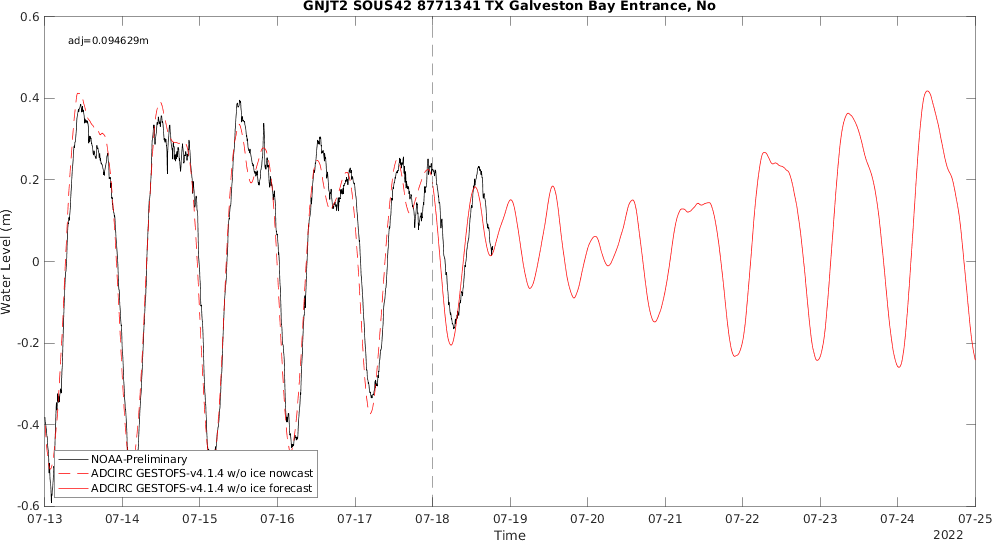 GNJT2 SOUS42 8771341 TX Galveston Bay Entrance, No
adj=0.094629m
0.6
0.4
0.2
0
-0.2
-0.4
-0.6
Water Level (m)
NOAA-Preliminary
ADCIRC GESTOFS-v4.1.4 w/o ice nowcast
ADCIRC GESTOFS-v4.1.4 w/o ice forecast
07-13 07-14 07-15 07-16 07-17 07-18 07-19 07-20 07-21 07-22 07-23 07-24 07-25
Time
2022